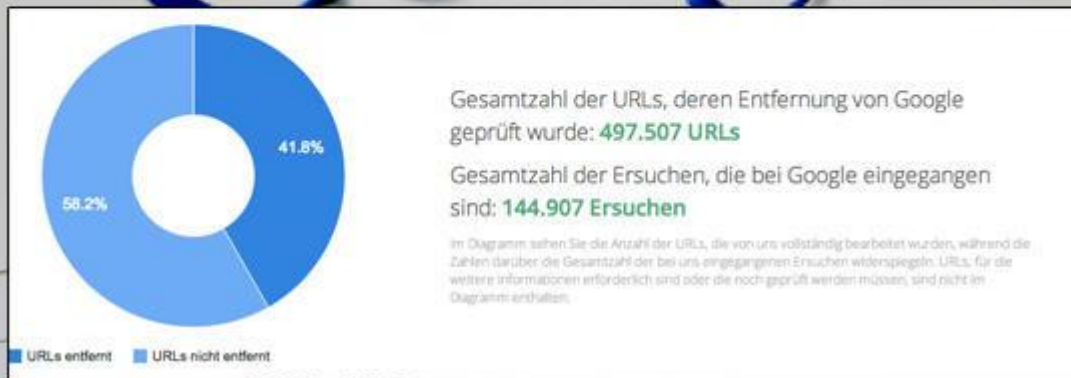 41.8%
58.2%
Gesamtzahl der URLs, deren Entfernung von Google
geprüft wurde: 497.507 URLs
Gesamtzahl der Ersuchen, die bei Google eingegangen
sind: 144.907 Ersuchen
Im Diagramm sehen Sie die Anzahl der URLs, die von uns vollständig bearbeitet wurden, während die
Zahlen darüber die Gesamtzahl der bei uns eingegangenen Ersuchen widerspiegeln. URLs, für die
weitere Informationen erforderlich sind oder die noch geprüft werden müssen, sind nicht im
Diagramm enthalten.
URLs entfernt
URLs nicht entfernt